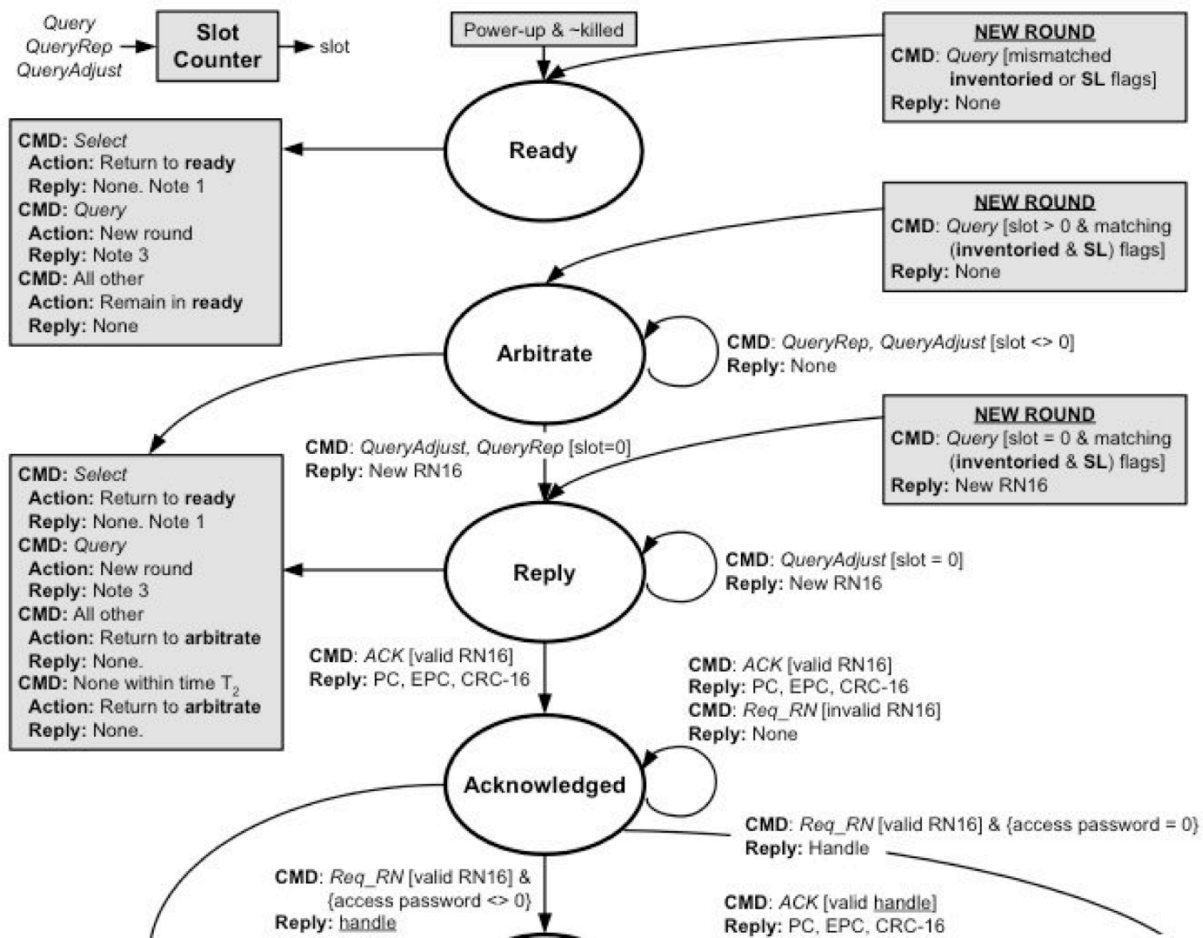 Query
QueryRep
QueryAdjust
Slot
Counter
slot
Power-up & ~killed
NEW ROUND
CMD: Query [mismatched
inventoried or SL flags]
Reply: None
CMD: Select
Action: Return to ready
Reply: None. Note 1
CMD: Query
Action: New round
Reply: Note 3
CMD: All other
Action: Remain in ready
Reply: None
Ready
NEW ROUND
CMD: Query [slot > 0 & matching
(inventoried & SL) flags]
Reply: None
Arbitrate
CMD: QueryRep, QueryAdjust [slot <> 0]
Reply: None
CMD: QueryAdjust, QueryRep [slot=0]
Reply: New RN16
NEW ROUND
CMD: Query [slot = 0 & matching
(inventoried & SL) flags]
Reply: New RN16
CMD: Select
Action: Return to ready
Reply: None. Note 1
CMD: Query
Action: New round
Reply: Note 3
CMD: All other
Action: Return to arbitrate
Reply: None.
CMD: None within time T2
Action: Return to arbitrate
Reply: None.
Reply
CMD: QueryAdjust [slot = 0]
Reply: New RN16
CMD: ACK [valid RN16]
Reply: PC, EPC, CRC-16
CMD: ACK [valid RN16]
Reply: PC, EPC, CRC-16
CMD: Req_RN [invalid RN16]
Reply: None
Acknowledged
CMD: Req_RN [valid RN16] & {access password = 0}
Reply: Handle
CMD: Req_RN [valid RN16] &
{access password <> 0}
Reply: handle
CMD: ACK [valid handle]
Reply: PC, EPC, CRC-16